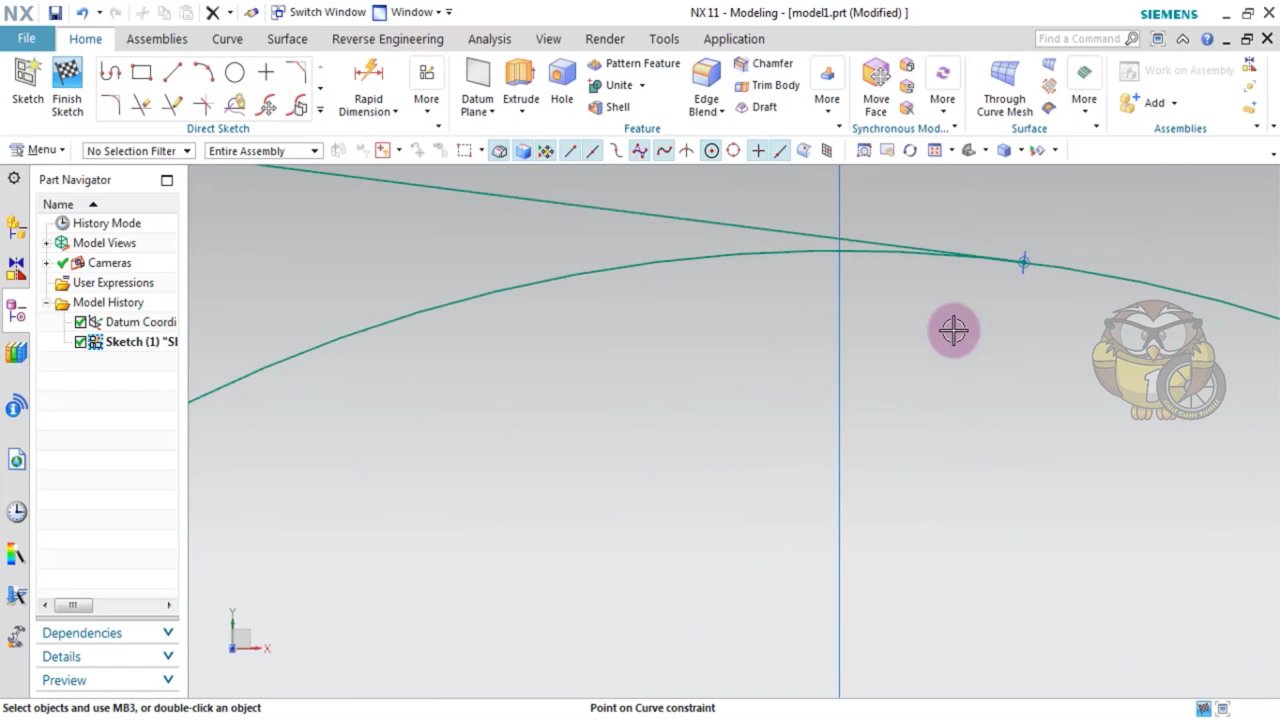 NX Switch Window Window NX 11 - Modeling - [model1.prt (Modified) ] SIEMENS
File Home Assemblies Curve Surface Reverse Engineering Analysis View Render Tools Application Find a Command
Sketch Finish Sketch Rapid Dimension More Datum Plane Extrude Hole Pattern Feature Unite Shell Edge Blend Chamfer Trim Body Draft More Move Face More Through Curve Mesh More Work on Assembly Add
Direct Sketch Feature Synchronous Mod... Surface Assemblies
Menu No Selection Filter Entire Assembly
Part Navigator
Name
History Mode
Model Views
Cameras
User Expressions
Model History
Datum Coordi
Sketch (1) "SI
Y
X
Dependencies
Details
Preview
Select objects and use MB3, or double-click an object Point on Curve constraint